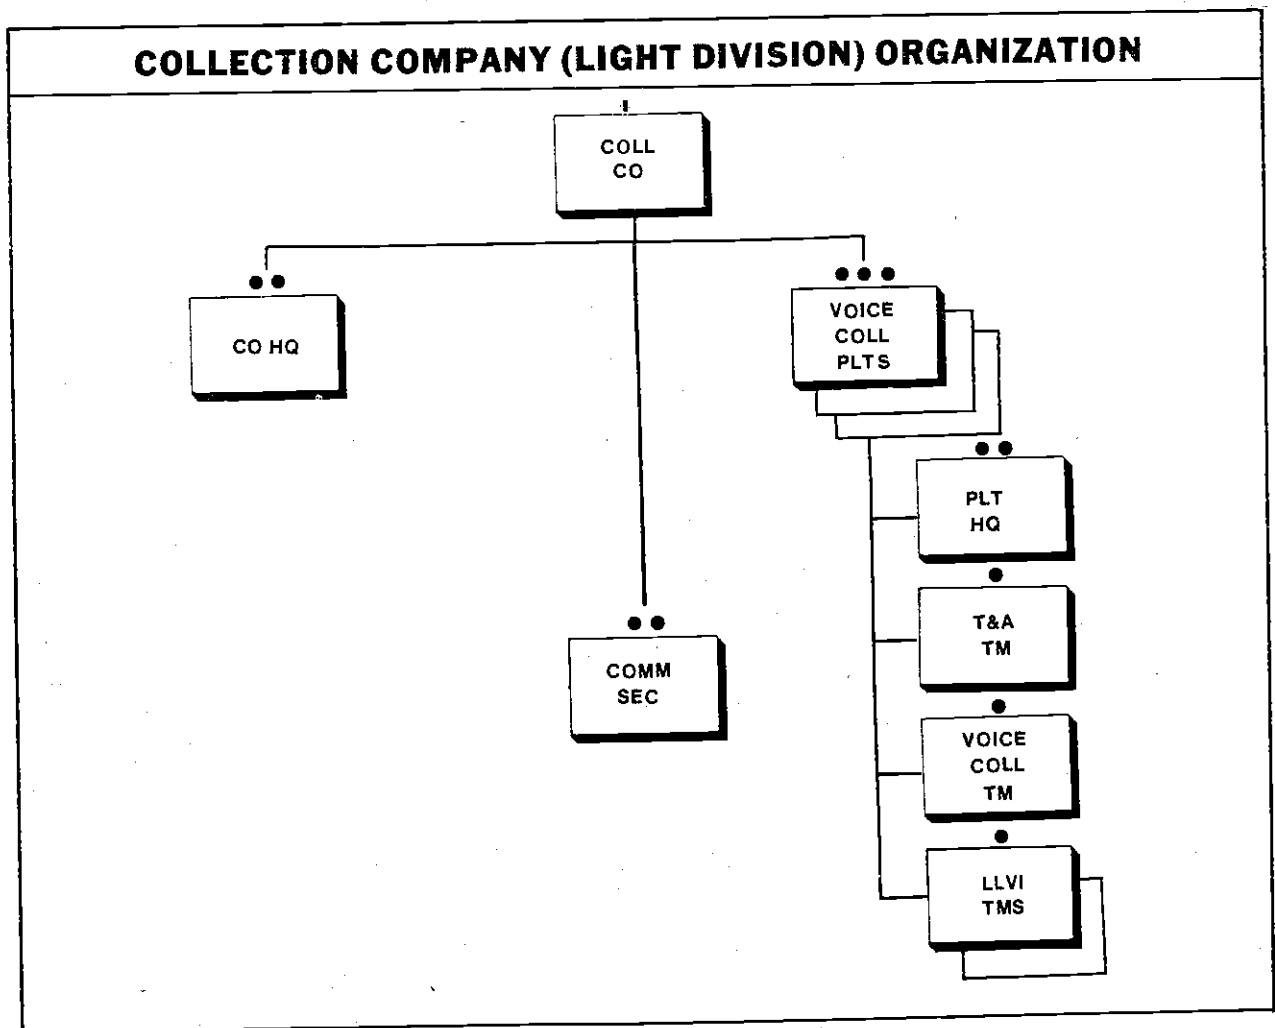 COLLECTION COMPANY (LIGHT DIVISION) ORGANIZATION
COLL
CO
CO HQ
VOICE
COLL
PLTS
PLT
HQ
T&A
TM
COMM
SEC
VOICE
COLL
TM
LLVI
TMS